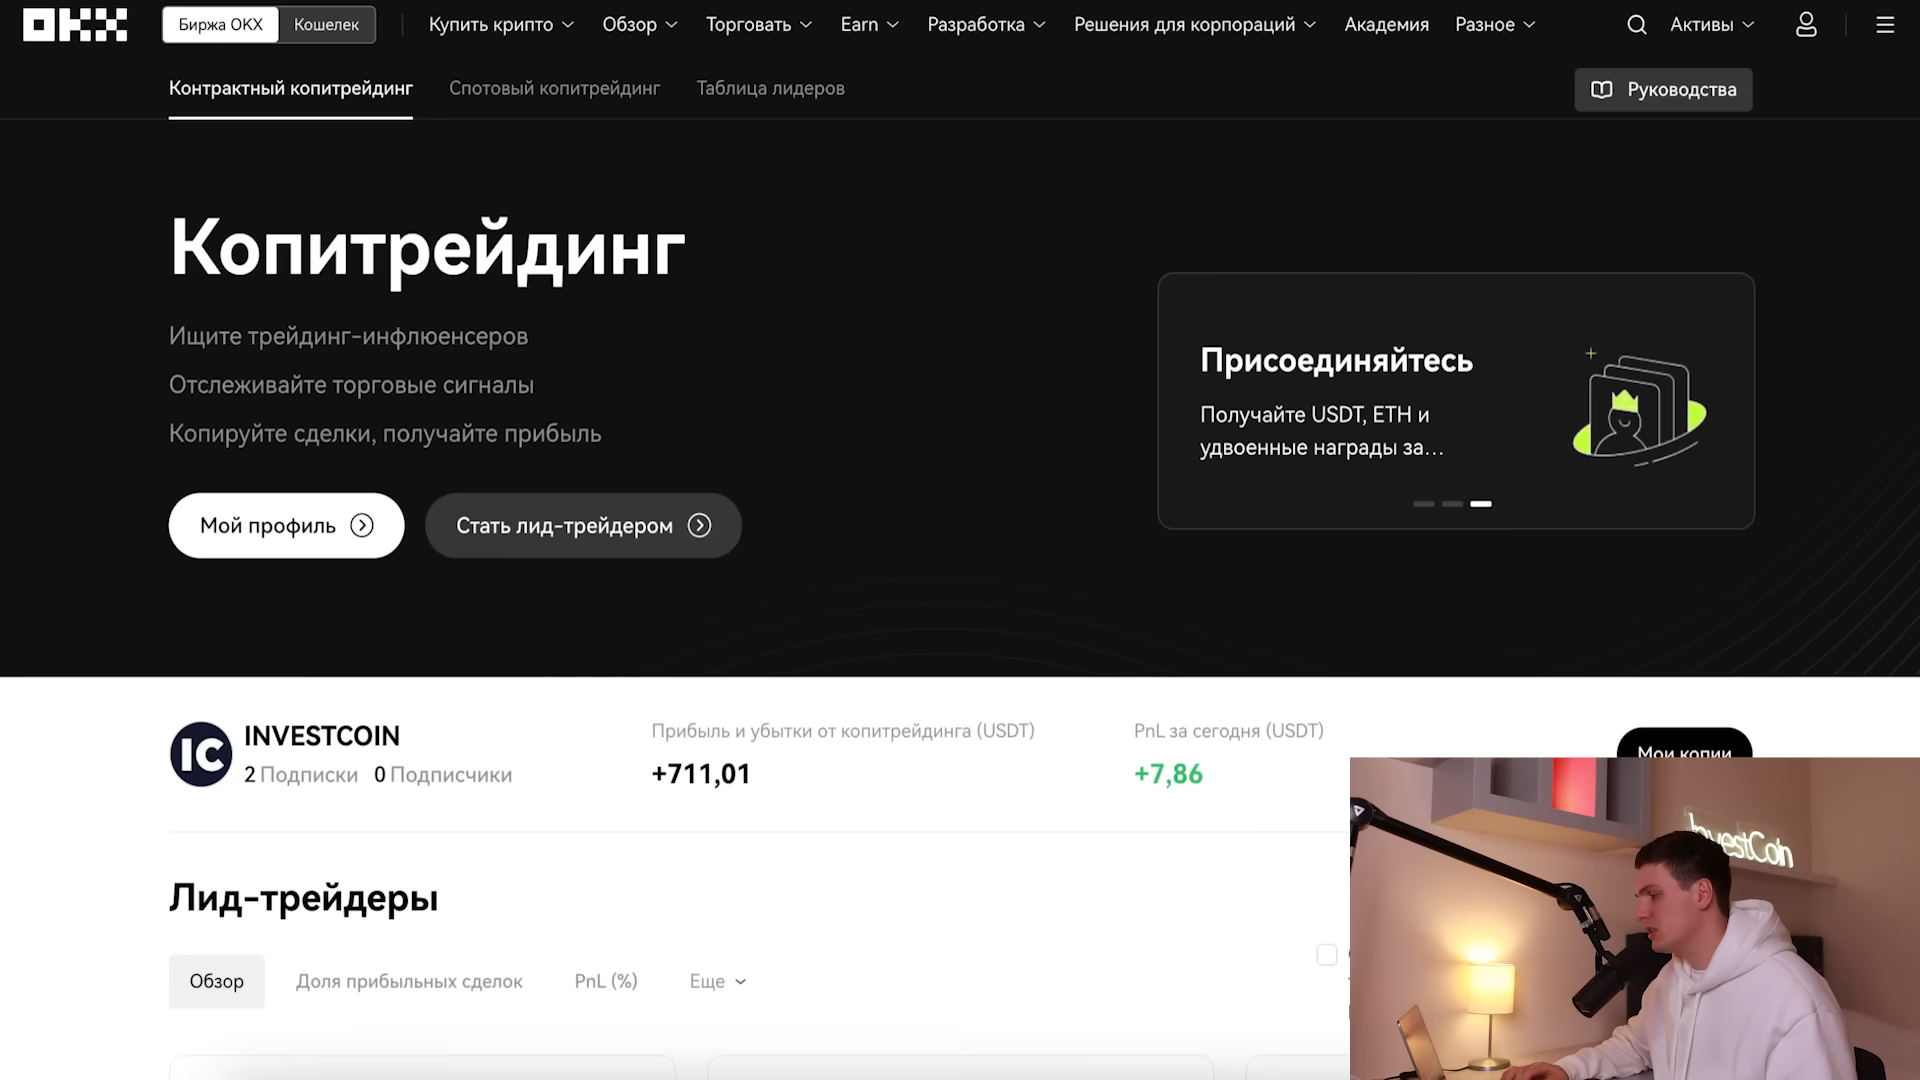 OKX
Биржа OKX
Кошелек
Купить крипто
Обзор
Торговать
Earn
Разработка
Решения для корпораций
Академия
Разное
Активы
Контрактный копитрейдинг
Спотовый копитрейдинг
Таблица лидеров
Руководства
Копитрейдинг
Ищите трейдинг-инфлюенсеров
Отслеживайте торговые сигналы
Копируйте сделки, получайте прибыль
Мой профиль
Стать лид-трейдером
Присоединяйтесь
Получайте USDT, ETH и
удвоенные награды за...
IC
INVESTCOIN
2 Подписки 0 Подписчики
Прибыль и убытки от копитрейдинга (USDT)
+711,01
PnL за сегодня (USDT)
+7,86
Мои копии
InvestCoin
Лид-трейдеры
Обзор
Доля прибыльных сделок
PnL (%)
Еще